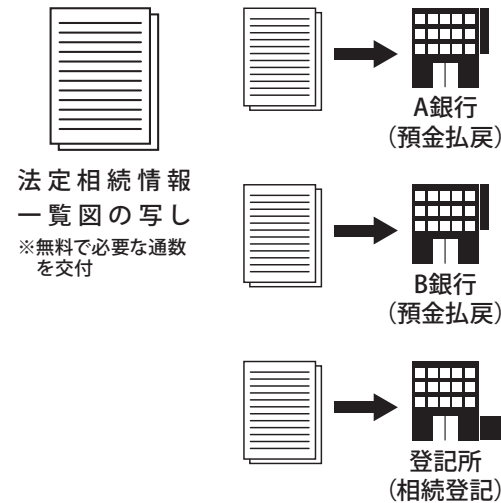 法定相続情報
一覧図の写し
※無料で必要な通数
を交付
A銀行
(預金払戻)
B銀行
(預金払戻)
登記所
(相続登記)